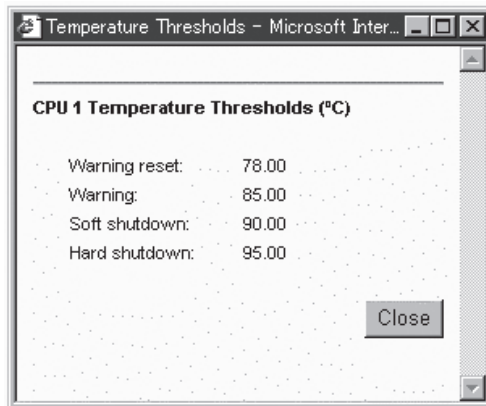 Temperature Thresholds - Microsoft Inter...
CPU 1 Temperature Thresholds (ºC)
Warning reset: 78.00
Warning: 85.00
Soft shutdown: 90.00
Hard shutdown: 95.00
Close